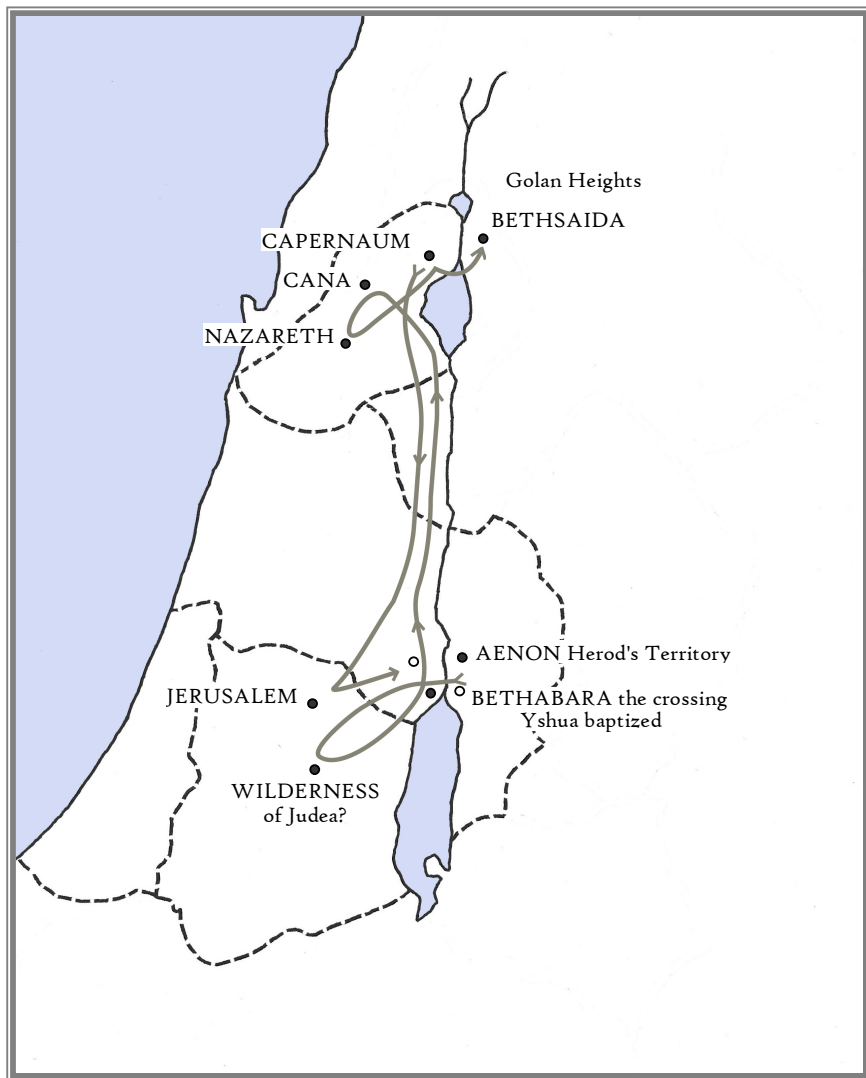 Golan Heights
BETHSAIDA
CAPERNAUM
CANA
NAZARETH
AENON Herod's Territory
JERUSALEM
BETHABARA the crossing
Yshua baptized
WILDERNESS
of Judea?